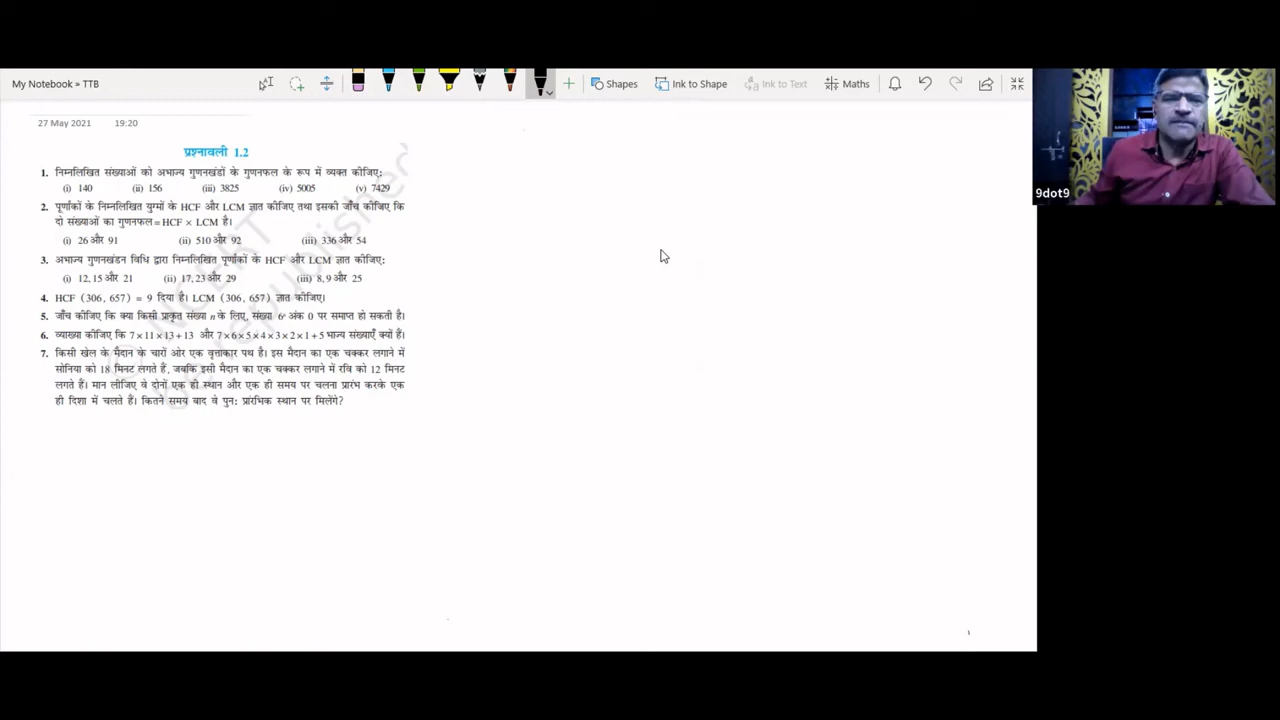 My Notebook » TTB
Shapes
Ink to Shape
Ink to Text
Maths
27 May 2021 19:20
9dot9
प्रश्नावली 1.2
1. निम्नलिखित संख्याओं को अभाज्य गुणनखंडों के गुणनफल के रूप में व्यक्त कीजिए:
(i) 140 (ii) 156 (iii) 3825 (iv) 5005 (v) 7429
2. पूर्णांकों के निम्नलिखित युग्मों के HCF और LCM ज्ञात कीजिए तथा इसकी जाँच कीजिए कि
दो संख्याओं का गुणनफल = HCF × LCM है।
(i) 26 और 91 (ii) 510 और 92 (iii) 336 और 54
3. अभाज्य गुणनखंडन विधि द्वारा निम्नलिखित पूर्णांकों के HCF और LCM ज्ञात कीजिए:
(i) 12, 15 और 21 (ii) 17, 23 और 29 (iii) 8, 9 और 25
4. HCF (306, 657) = 9 दिया है। LCM (306, 657) ज्ञात कीजिए।
5. जाँच कीजिए कि क्या किसी प्राकृत संख्या n के लिए, संख्या 6ⁿ अंक 0 पर समाप्त हो सकती है।
6. व्याख्या कीजिए कि 7 × 11 × 13 + 13 और 7 × 6 × 5 × 4 × 3 × 2 × 1 + 5 भाज्य संख्याएँ क्यों हैं।
7. किसी खेल के मैदान के चारों ओर एक वृत्ताकार पथ है। इस मैदान का एक चक्कर लगाने में
सोनिया को 18 मिनट लगते हैं, जबकि इसी मैदान का एक चक्कर लगाने में रवि को 12 मिनट
लगते हैं। मान लीजिए वे दोनों एक ही स्थान और एक ही समय पर चलना प्रारंभ करके एक
ही दिशा में चलते हैं। कितने समय बाद वे पुन: प्रारंभिक स्थान पर मिलेंगे?
© NCERT
be republished